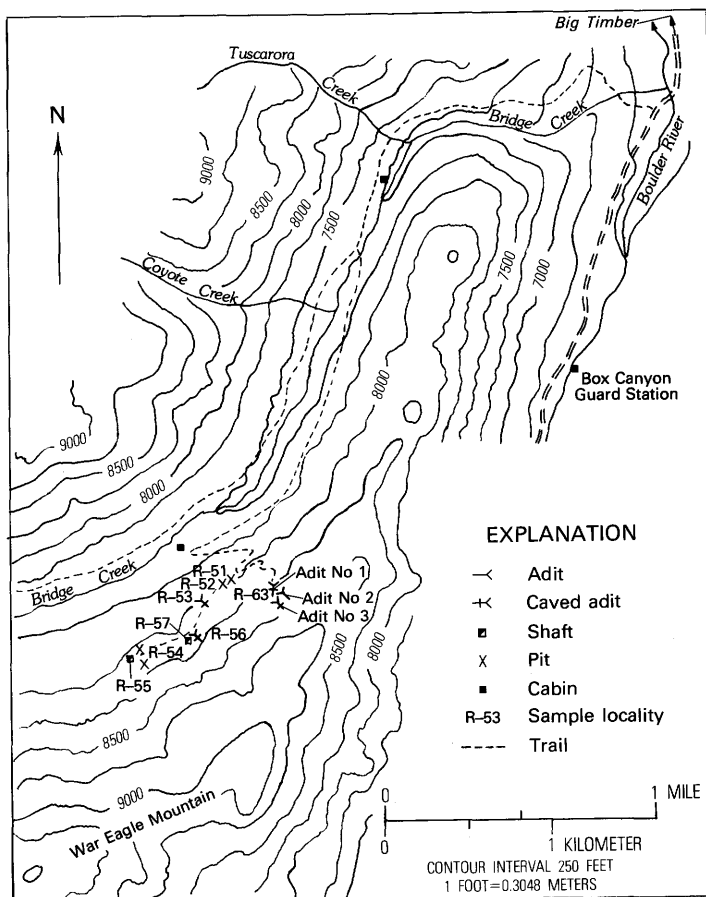 Big Timber
Tuscarora
Creek
Bridge
Creek
Boulder River
N
9000
8500
8000
7500
7500
7000
Coyote
Creek
8000
Box Canyon
Guard Station
9000
8500
8000
EXPLANATION
Adit
Caved adit
Shaft
Pit
Cabin
R-53 Sample locality
Trail
Bridge
Creek
R-51
R-52
R-53
R-63
Adit No 1
Adit No 2
Adit No 3
R-57
R-56
R-54
R-55
8500
8000
8500
9000
War Eagle Mountain
0 1 MILE
0 1 KILOMETER
CONTOUR INTERVAL 250 FEET
1 FOOT=0.3048 METERS